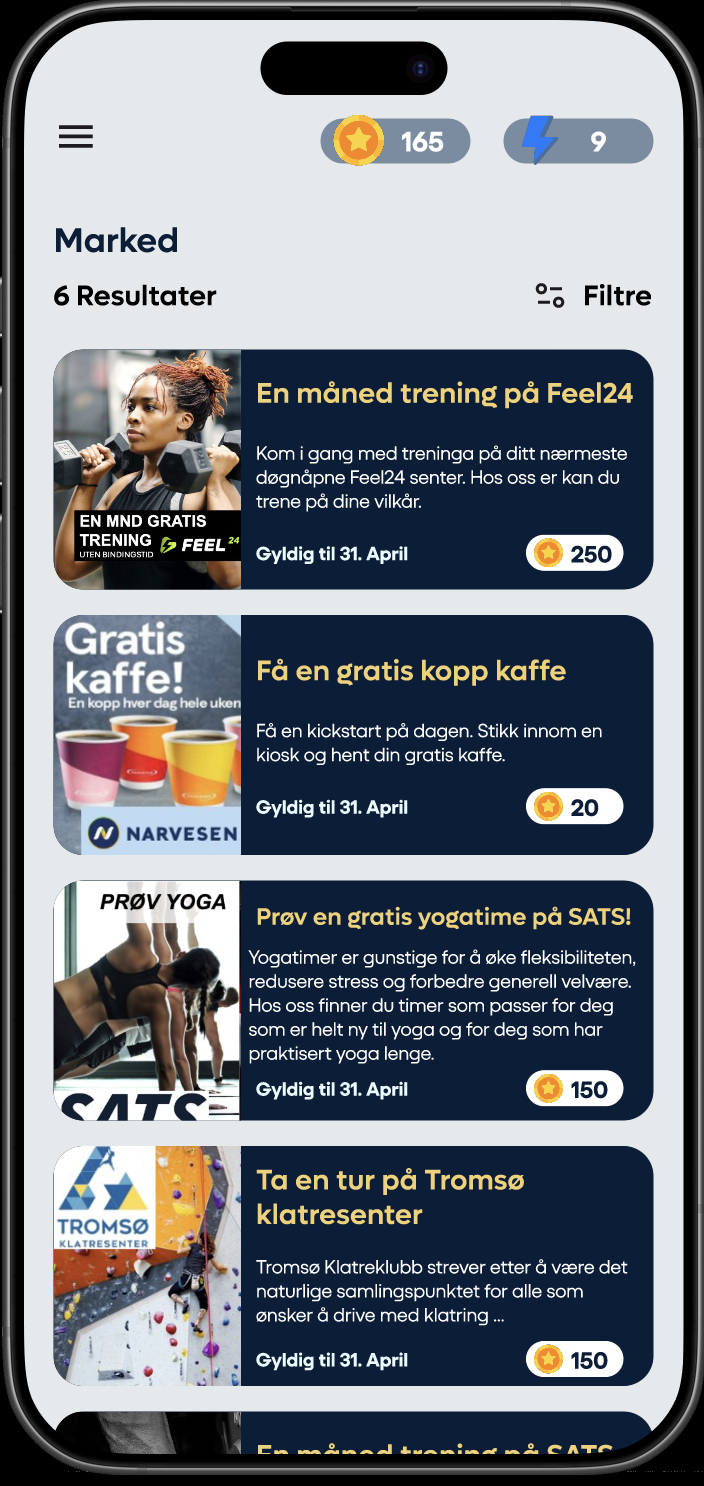 165
9
Marked
6 Resultater
Filtre
En måned trening på Feel24
Kom i gang med treninga på ditt nærmeste
døgnåpne Feel24 senter. Hos oss er kan du
trene på dine vilkår.
EN MND GRATIS
TRENING
UTEN BINDINGSTID
FEEL 24
Gyldig til 31. April
250
Gratis
kaffe!
En kopp hver dag hele uken
NARVESEN
Få en gratis kopp kaffe
Få en kickstart på dagen. Stikk innom en
kiosk og hent din gratis kaffe.
Gyldig til 31. April
20
PRØV YOGA
SATS
Prøv en gratis yogatime på SATS!
Yogatimer er gunstige for å øke fleksibiliteten,
redusere stress og forbedre generell velvære.
Hos oss finner du timer som passer for deg
som er helt ny til yoga og for deg som har
praktisert yoga lenge.
Gyldig til 31. April
150
TROMSØ
KLATRESENTER
Ta en tur på Tromsø
klatresenter
Tromsø Klatreklubb strever etter å være det
naturlige samlingspunktet for alle som
ønsker å drive med klatring ...
Gyldig til 31. April
150
En måned trening på SATS